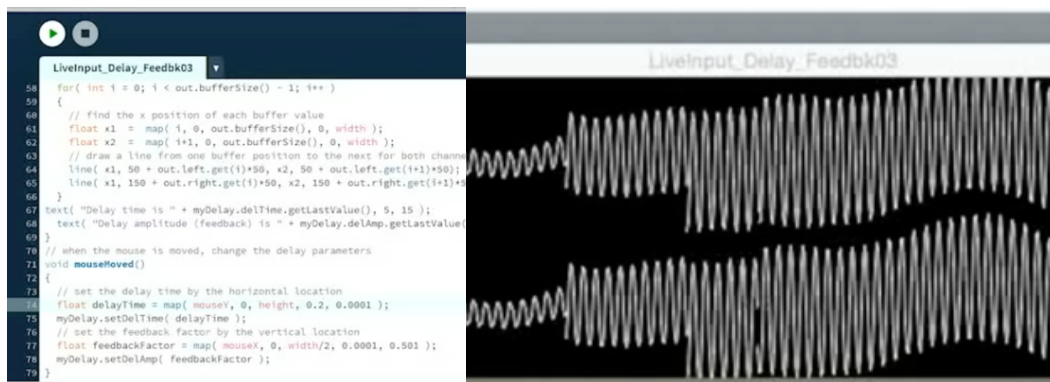 LiveInput_Delay_Feedbk03
LiveInput_Delay_Feedbk03
58 for( int i = 0; i < out.bufferSize() - 1; i++ )
59 {
60 // find the x position of each buffer value
61 float x1 = map( i, 0, out.bufferSize(), 0, width );
62 float x2 = map( i+1, 0, out.bufferSize(), 0, width );
63 // draw a line from one buffer position to the next for both channe
64 line( x1, 50 + out.left.get(i)*50, x2, 50 + out.left.get(i+1)*50);
65 line( x1, 150 + out.right.get(i)*50, x2, 150 + out.right.get(i+1)*5
66 }
67 text( "Delay time is " + myDelay.delTime.getLastValue(), 5, 15 );
68 text( "Delay amplitude (feedback) is " + myDelay.delAmp.getLastValue(
69 }
70 // when the mouse is moved, change the delay parameters
71 void mouseMoved()
72 {
73 // set the delay time by the horizontal location
74 float delayTime = map( mouseY, 0, height, 0.2, 0.0001 );
75 myDelay.setDelTime( delayTime );
76 // set the feedback factor by the vertical location
77 float feedbackFactor = map( mouseX, 0, width/2, 0.0001, 0.501 );
78 myDelay.setDelAmp( feedbackFactor );
79 }